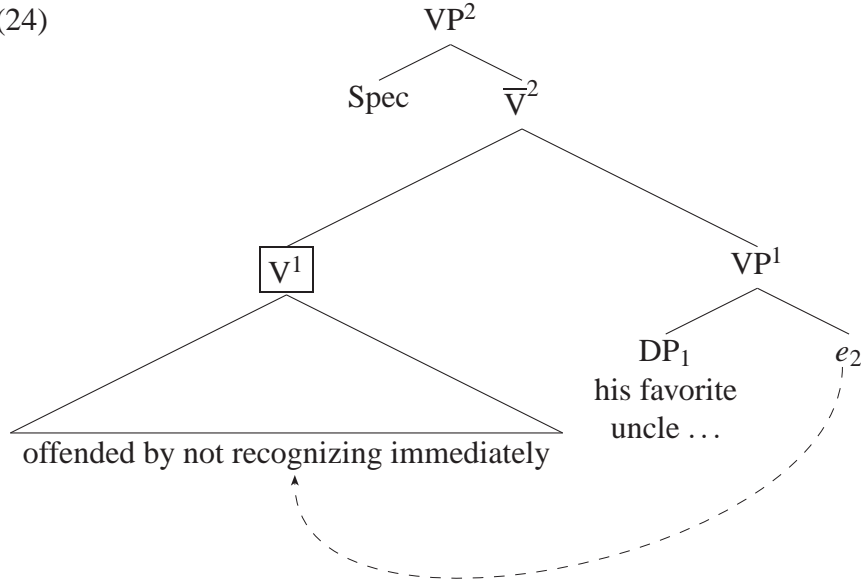 (24)
VP²
Spec V̅²
V¹ VP¹
DP₁ e₂
his favorite
uncle …
offended by not recognizing immediately